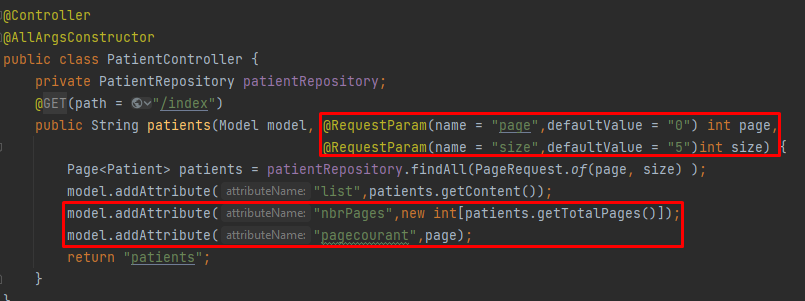 @Controller
@AllArgsConstructor
public class PatientController {
private PatientRepository patientRepository;
@GET(path = "/index")
public String patients(Model model, @RequestParam(name = "page",defaultValue = "0") int page,
@RequestParam(name = "size",defaultValue = "5")int size) {
Page<Patient> patients = patientRepository.findAll(PageRequest.of(page, size) );
model.addAttribute( attributeName: "list",patients.getContent());
model.addAttribute( attributeName: "nbrPages",new int[patients.getTotalPages()]);
model.addAttribute( attributeName: "pagecourant",page);
return "patients";
}
}